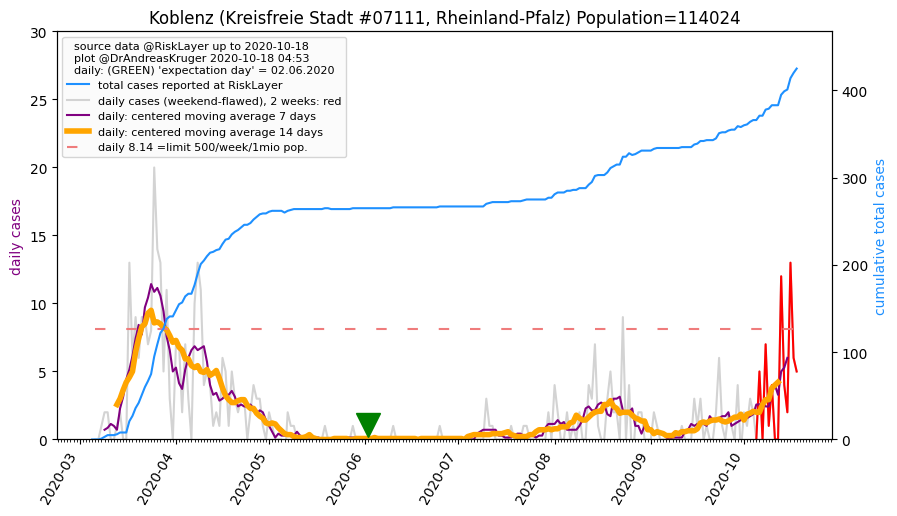 Koblenz (Kreisfreie Stadt #07111, Rheinland-Pfalz) Population=114024
source data @RiskLayer up to 2020-10-18
plot @DrAndreasKruger 2020-10-18 04:53
daily: (GREEN) 'expectation day' = 02.06.2020
total cases reported at RiskLayer
daily cases (weekend-flawed), 2 weeks: red
daily: centered moving average 7 days
daily: centered moving average 14 days
daily 8.14 =limit 500/week/1mio pop.
daily cases
30
25
20
15
10
5
0
cumulative total cases
400
300
200
100
0
2020-03
2020-04
2020-05
2020-06
2020-07
2020-08
2020-09
2020-10